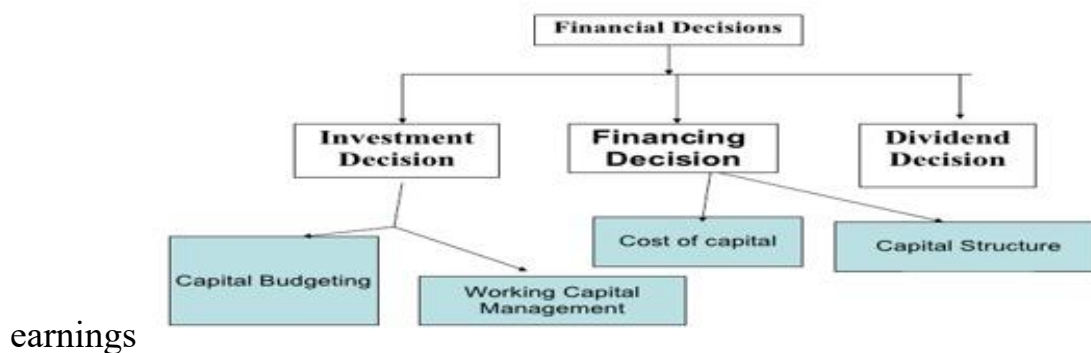 Financial Decisions
Investment
Decision
Financing
Decision
Dividend
Decision
Cost of capital
Capital Structure
Capital Budgeting
Working Capital
Management
earnings